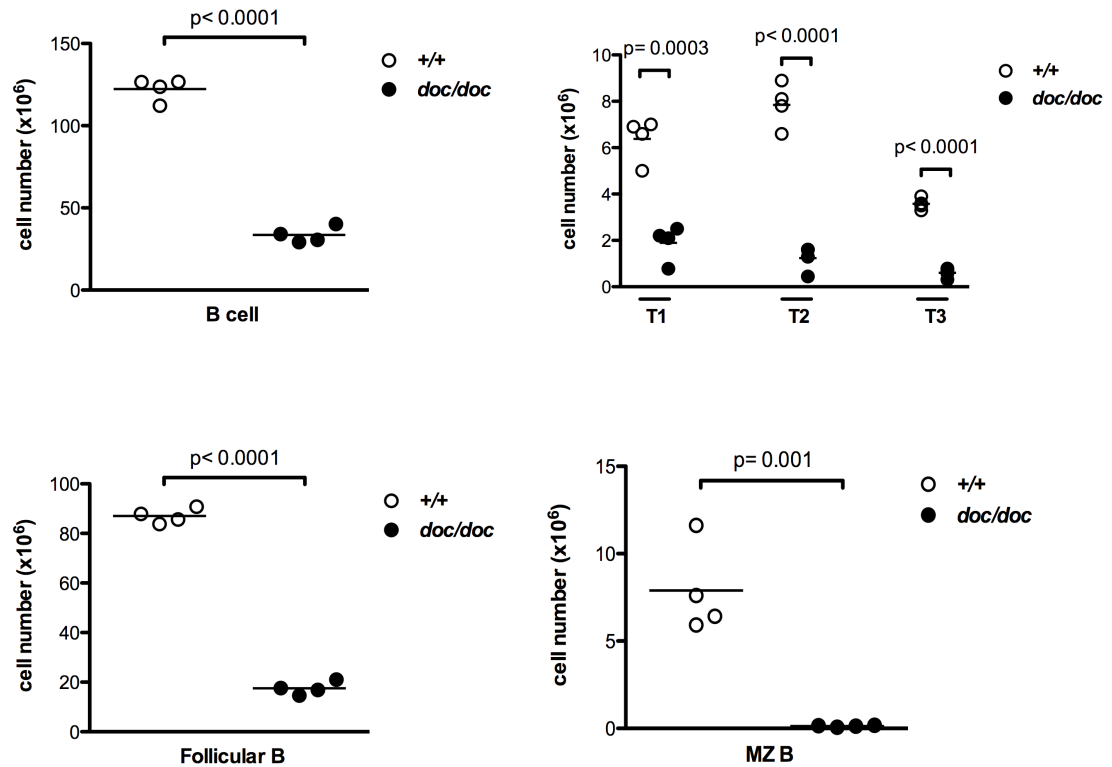 p< 0.0001
150
100
50
0
cell number (x10⁶)
B cell
+/+
doc/doc
p= 0.0003
p< 0.0001
p< 0.0001
10
8
6
4
2
0
cell number (x10⁶)
T1 T2 T3
+/+
doc/doc
p< 0.0001
100
80
60
40
20
0
cell number (x10⁶)
Follicular B
+/+
doc/doc
p= 0.001
15
10
5
0
cell number (x10⁶)
MZ B
+/+
doc/doc